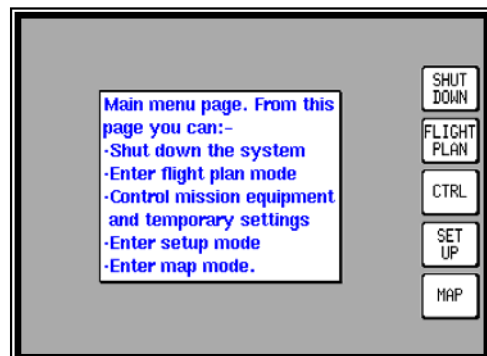 Main menu page. From this
page you can:-
·Shut down the system
·Enter flight plan mode
·Control mission equipment
and temporary settings
·Enter setup mode
·Enter map mode.
SHUT
DOWN
FLIGHT
PLAN
CTRL
SET
UP
MAP